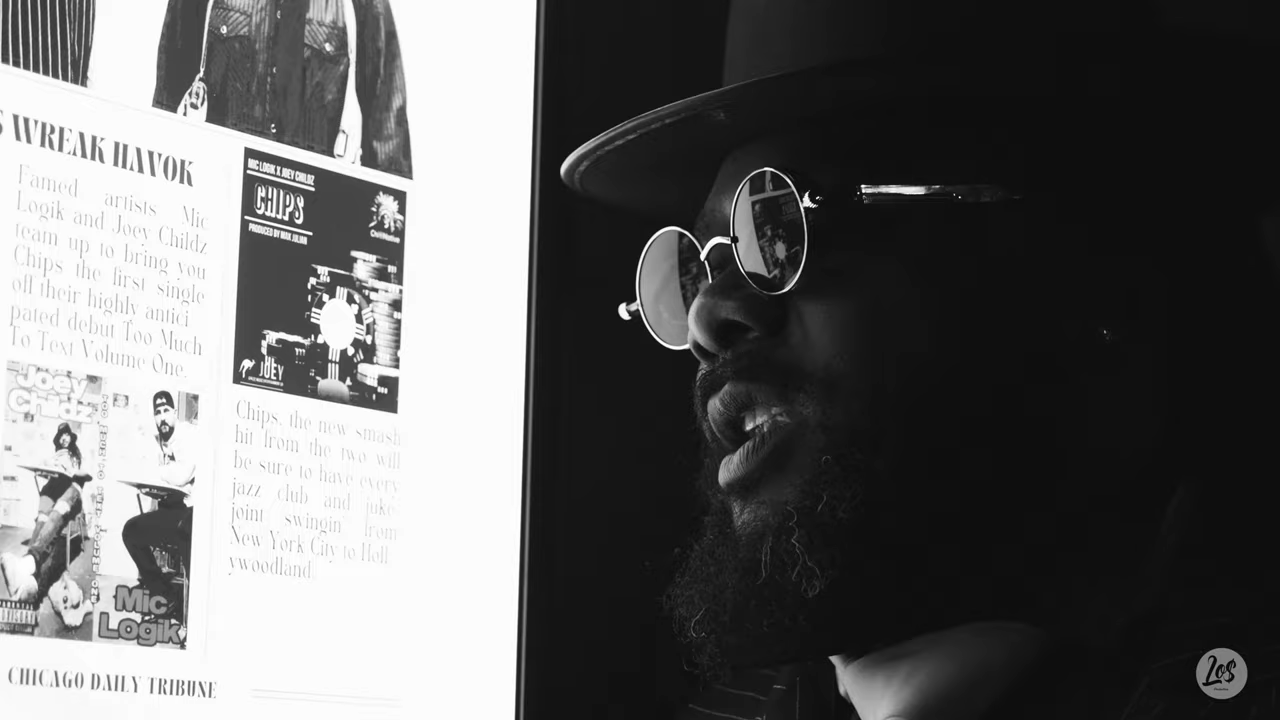 S WREAK HAVOK
Famed artists Mic
Logik and Joey Childz
team up to bring you
Chips the first single
off their highly antici
pated debut Too Much
To Text Volume One.
Joey
Childz
Mic
Logik
CHICAGO DAILY TRIBUNE
MIC LOGIK X JOEY CHILDZ
CHIPS
PRODUCED BY MAK JULIAN
JOEY
Chips, the new smash
hit from the two will
be sure to have every
jazz club and juke
joint swingin' from
New York City to Holl
ywoodland.
Los